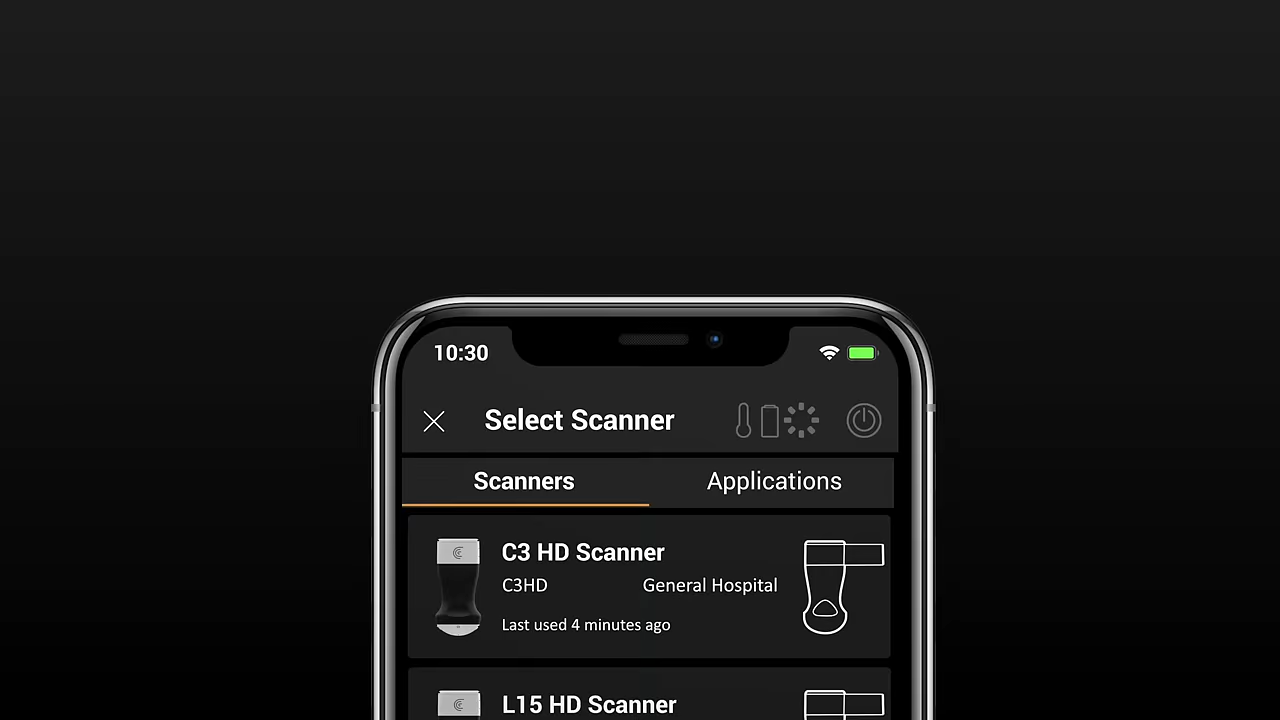 10:30
Select Scanner
Scanners Applications
C3 HD Scanner
C3HD General Hospital
Last used 4 minutes ago
L15 HD Scanner